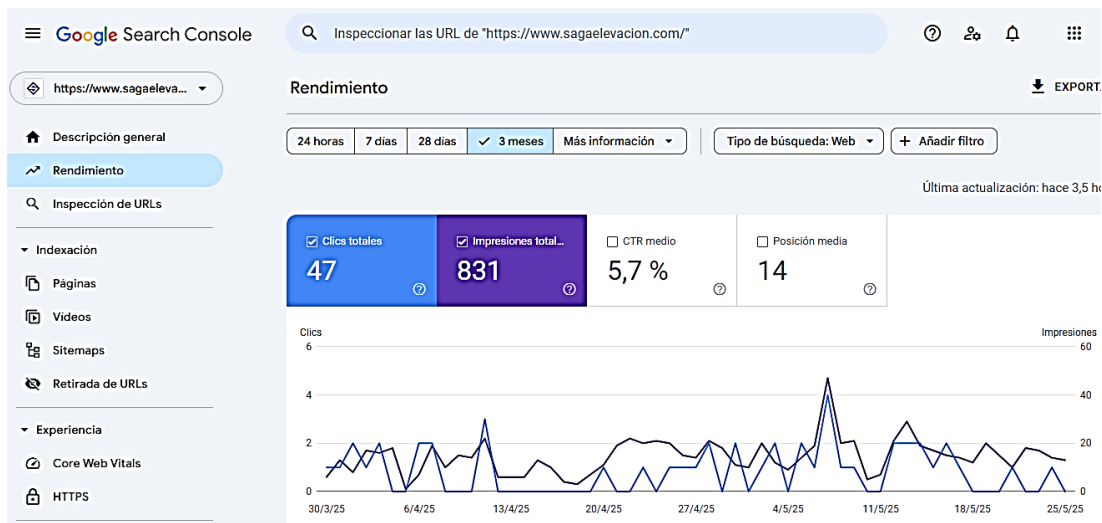 Google Search Console
Inspeccionar las URL de "https://www.sagaelevacion.com/"
https://www.sagaeleva...
Rendimiento
EXPORT
24 horas
7 días
28 días
3 meses
Más información
Tipo de búsqueda: Web
Añadir filtro
Última actualización: hace 3,5 ho
Descripción general
Rendimiento
Inspección de URLs
Indexación
Páginas
Vídeos
Sitemaps
Retirada de URLs
Experiencia
Core Web Vitals
HTTPS
Clics totales
47
Impresiones total...
831
CTR medio
5,7 %
Posición media
14
Clics
Impresiones
6
60
4
40
2
20
0
0
30/3/25
6/4/25
13/4/25
20/4/25
27/4/25
4/5/25
11/5/25
18/5/25
25/5/25